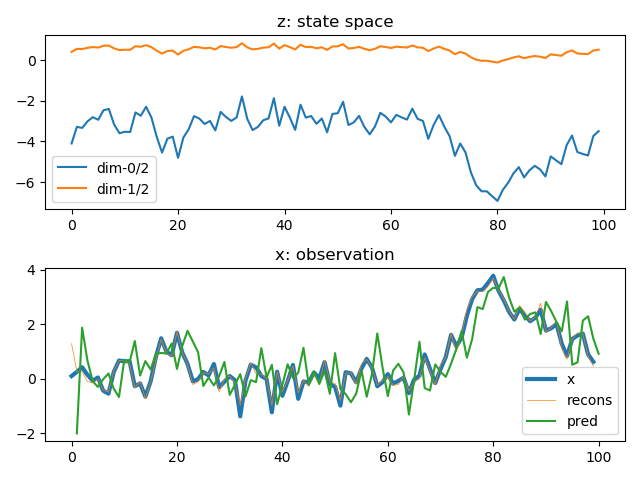 z: state space
0
−2
−4
−6
dim-0/2
dim-1/2
0 20 40 60 80 100
x: observation
4
2
0
−2
x
recons
pred
0 20 40 60 80 100